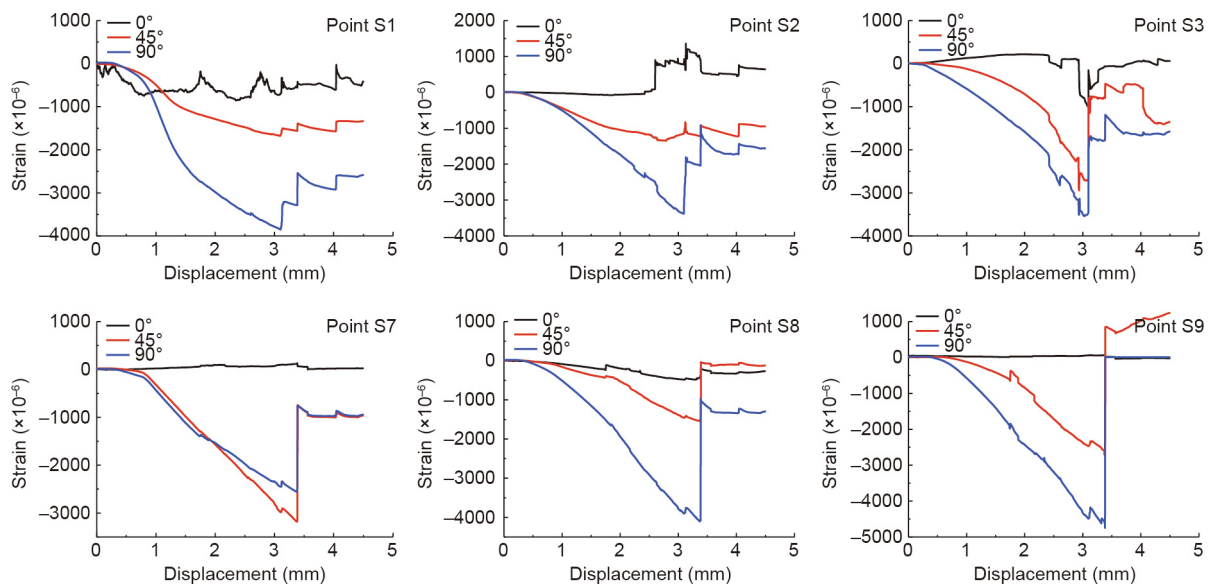 Point S1
0°
45°
90°
1000
0
–1000
–2000
–3000
–4000
Strain (×10⁻⁶)
0 1 2 3 4 5
Displacement (mm)
Point S2
0°
45°
90°
2000
1000
0
–1000
–2000
–3000
–4000
Strain (×10⁻⁶)
0 1 2 3 4 5
Displacement (mm)
Point S3
0°
45°
90°
1000
0
–1000
–2000
–3000
–4000
Strain (×10⁻⁶)
0 1 2 3 4 5
Displacement (mm)
Point S7
0°
45°
90°
1000
0
–1000
–2000
–3000
Strain (×10⁻⁶)
0 1 2 3 4 5
Displacement (mm)
Point S8
0°
45°
90°
1000
0
–1000
–2000
–3000
–4000
Strain (×10⁻⁶)
0 1 2 3 4 5
Displacement (mm)
Point S9
0°
45°
90°
1000
0
–1000
–2000
–3000
–4000
–5000
Strain (×10⁻⁶)
0 1 2 3 4 5
Displacement (mm)